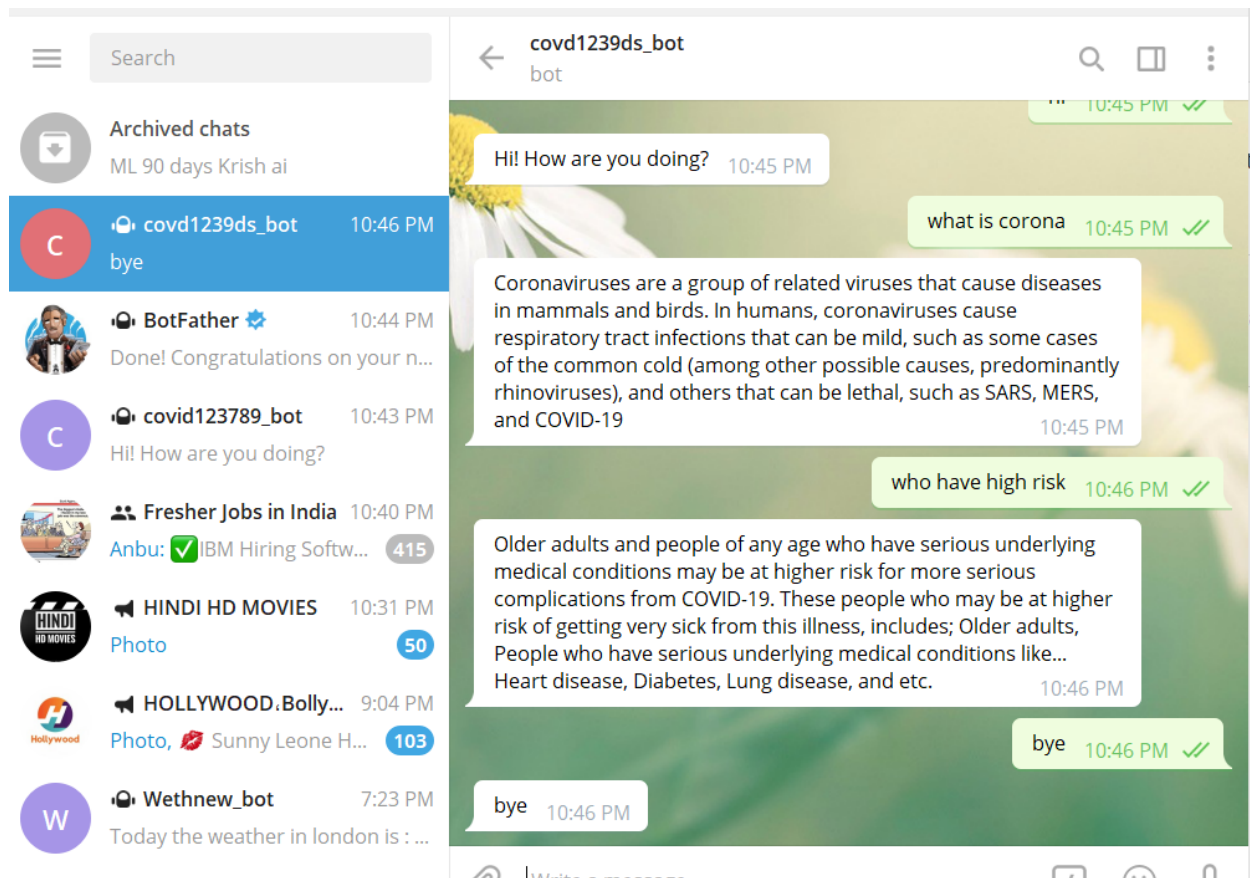 Search
Archived chats
ML 90 days Krish ai
covd1239ds_bot 10:46 PM
C
bye
BotFather 10:44 PM
Done! Congratulations on your n...
covid123789_bot 10:43 PM
C
Hi! How are you doing?
Fresher Jobs in India 10:40 PM
Anbu: ✅IBM Hiring Softw... 415
HINDI HD MOVIES 10:31 PM
HINDI
HD MOVIES
Photo 50
HOLLYWOOD:Bolly... 9:04 PM
Hollywood
Photo, 💋 Sunny Leone H... 103
Wethnew_bot 7:23 PM
W
Today the weather in london is : ...
covd1239ds_bot
bot
10:45 PM
Hi! How are you doing? 10:45 PM
what is corona 10:45 PM
Coronaviruses are a group of related viruses that cause diseases
in mammals and birds. In humans, coronaviruses cause
respiratory tract infections that can be mild, such as some cases
of the common cold (among other possible causes, predominantly
rhinoviruses), and others that can be lethal, such as SARS, MERS,
and COVID-19
10:45 PM
who have high risk 10:46 PM
Older adults and people of any age who have serious underlying
medical conditions may be at higher risk for more serious
complications from COVID-19. These people who may be at higher
risk of getting very sick from this illness, includes; Older adults,
People who have serious underlying medical conditions like...
Heart disease, Diabetes, Lung disease, and etc.
10:46 PM
bye 10:46 PM
bye 10:46 PM
Write a message